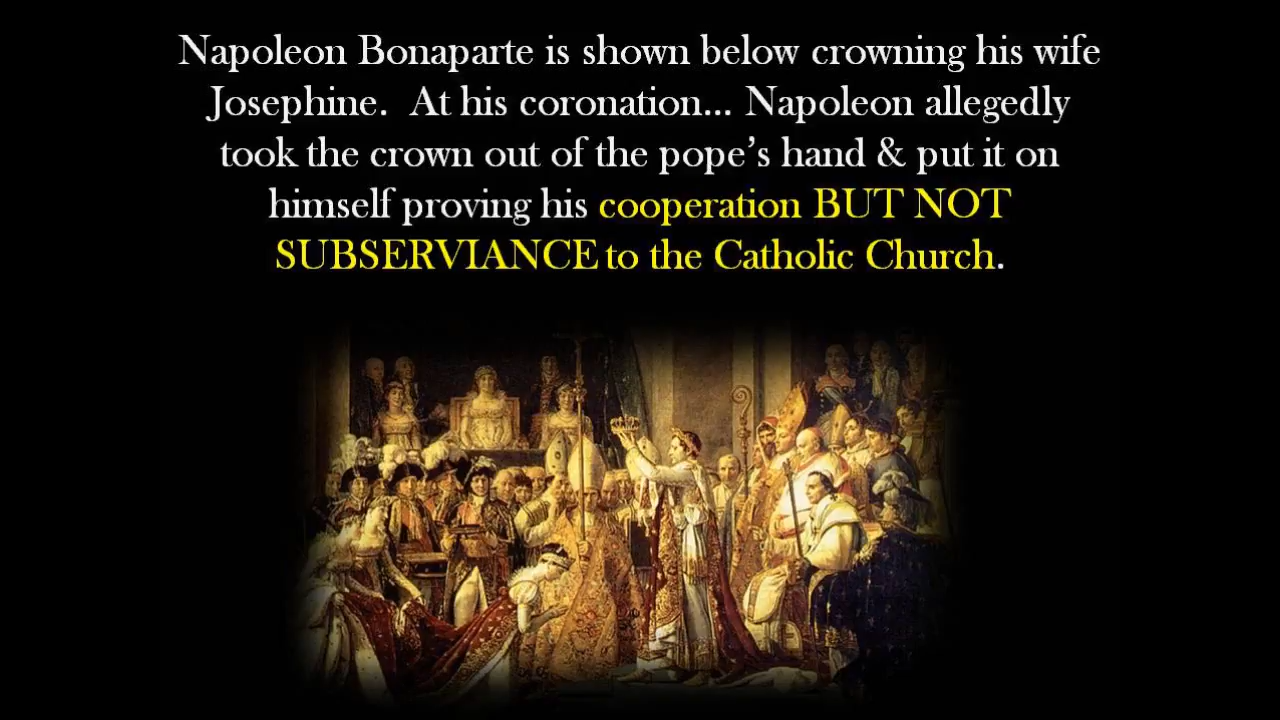 Napoleon Bonaparte is shown below crowning his wife
Josephine.  At his coronation... Napoleon allegedly
took the crown out of the pope’s hand & put it on
himself proving his cooperation BUT NOT
SUBSERVIANCE to the Catholic Church.